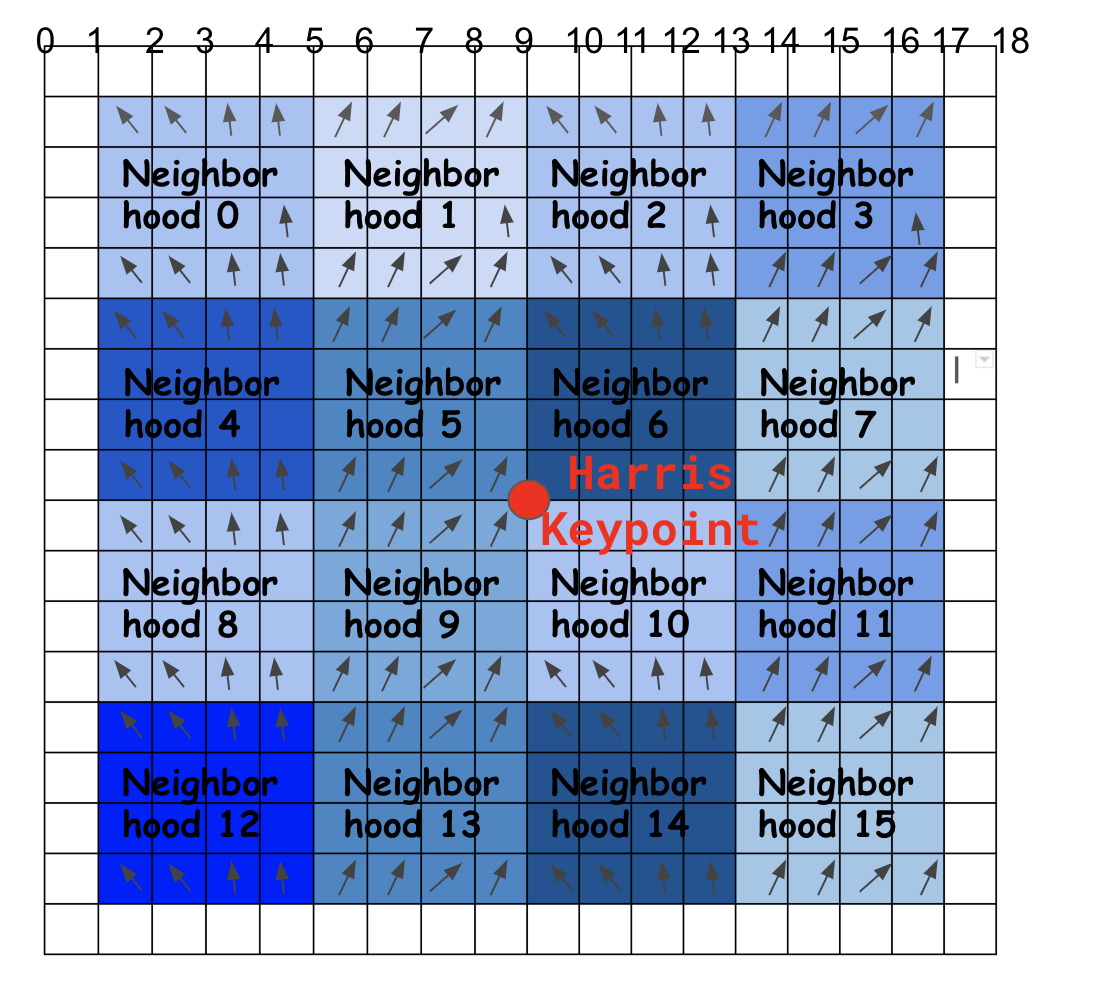 0 1 2 3 4 5 6 7 8 9 10 11 12 13 14 15 16 17 18
Neighbor Neighbor Neighbor Neighbor
hood 0 hood 1 hood 2 hood 3
Neighbor Neighbor Neighbor Neighbor
hood 4 hood 5 hood 6 hood 7
Harris
Keypoint
Neighbor Neighbor Neighbor Neighbor
hood 8 hood 9 hood 10 hood 11
Neighbor Neighbor Neighbor Neighbor
hood 12 hood 13 hood 14 hood 15